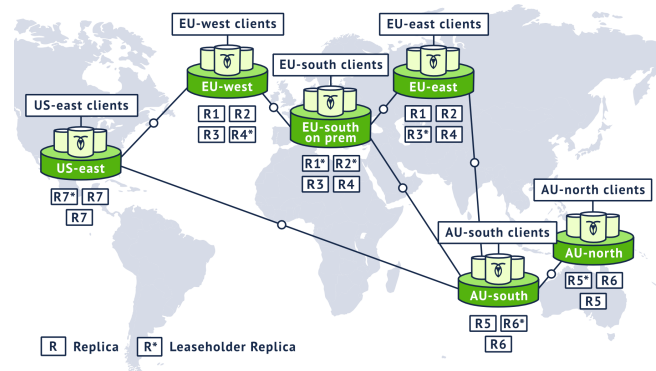 EU-west clients
EU-east clients
EU-south clients
EU-west
EU-east
US-east clients
R1 R2
R3 R4*
EU-south
on prem
R1 R2
R3* R4
US-east
R1* R2*
R3 R4
R7* R7
R7
AU-north clients
AU-south clients
AU-north
R5* R6
R5
AU-south
R5 R6*
R6
R Replica R* Leaseholder Replica